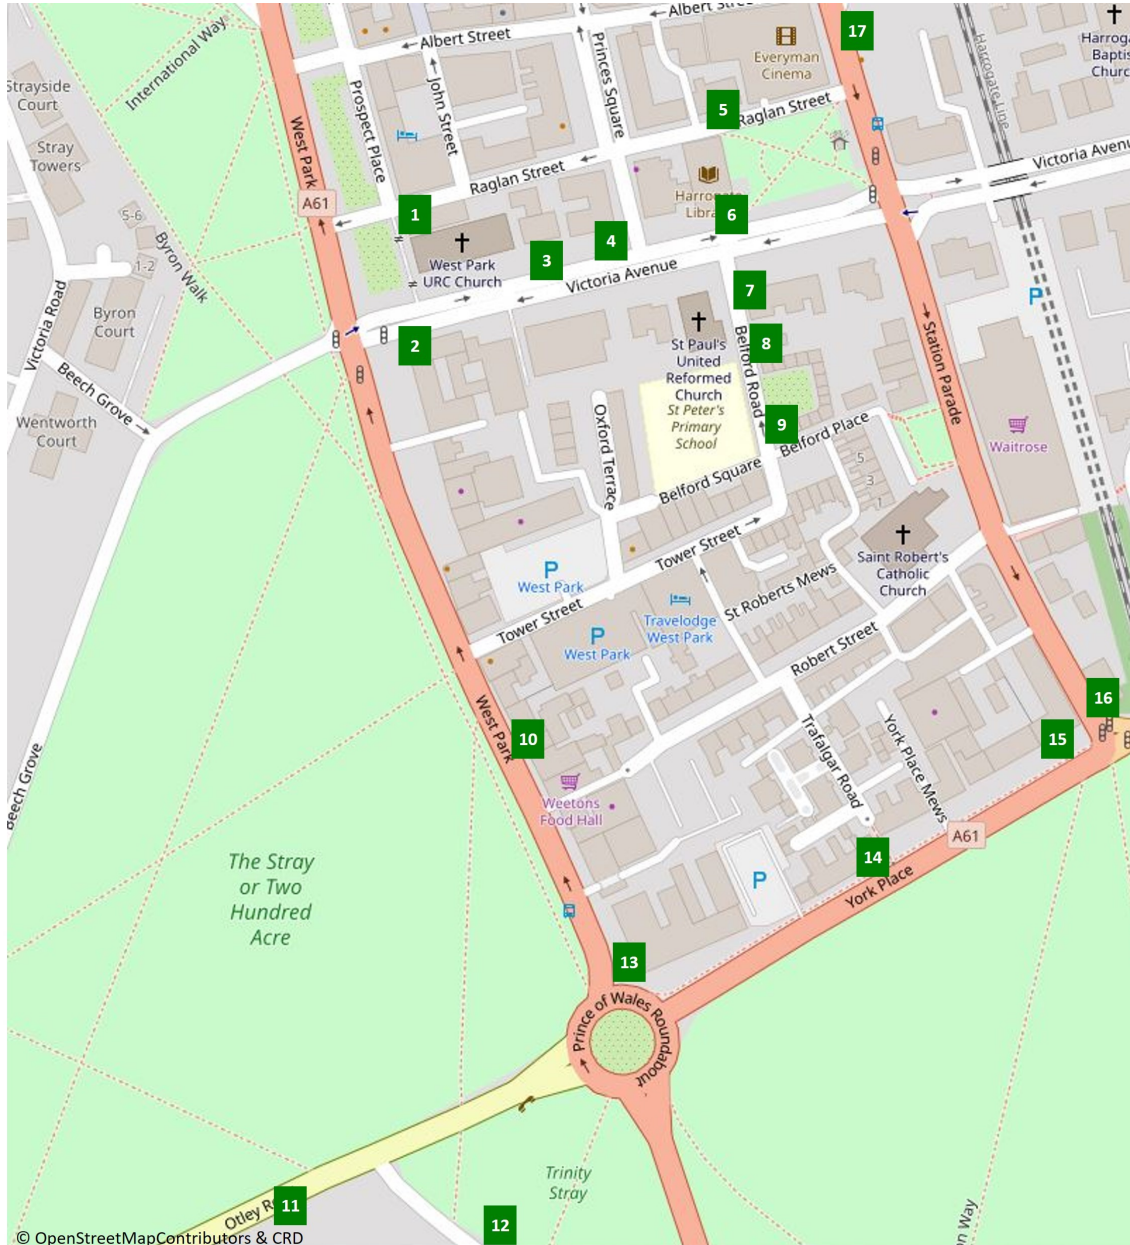 Albert Street
17
International Way
Albert Street
Princes Square
Harrogate Line
Baptis
Strayside
Court
Everyman
Cinema
John Street
Prospect Place
5
Raglan Street
West Park
Stray
Towers
Victoria Avenu
Raglan Street
A61
1
5-6
6
4
West Park
URC Church
3
Byron Walk
1-2
Victoria Avenue
Victoria Road
Byron
Court
7
P
2
St Paul's
United
Reformed
Church
8
Belford Road
Station Parade
Beech Grove
Oxford Terrace
St Peter's
Primary
School
9
Belford Place
Wentworth
Court
Waitrose
5
3
1
Belford Square
Tower Street
Saint Robert's
Catholic
Church
P
West Park
St Roberts Mews
Tower Street
P
West Park
Travelodge
West Park
Robert Street
16
West Park
10
15
Trafalgar Road
York Place Mews
Beech Grove
Weetons
Food Hall
A61
The Stray
or Two
Hundred
Acre
14
P
York Place
13
Prince of Wales Roundabout
Trinity
Stray
11
Otley R
12
on Way
© OpenStreetMapContributors & CRD